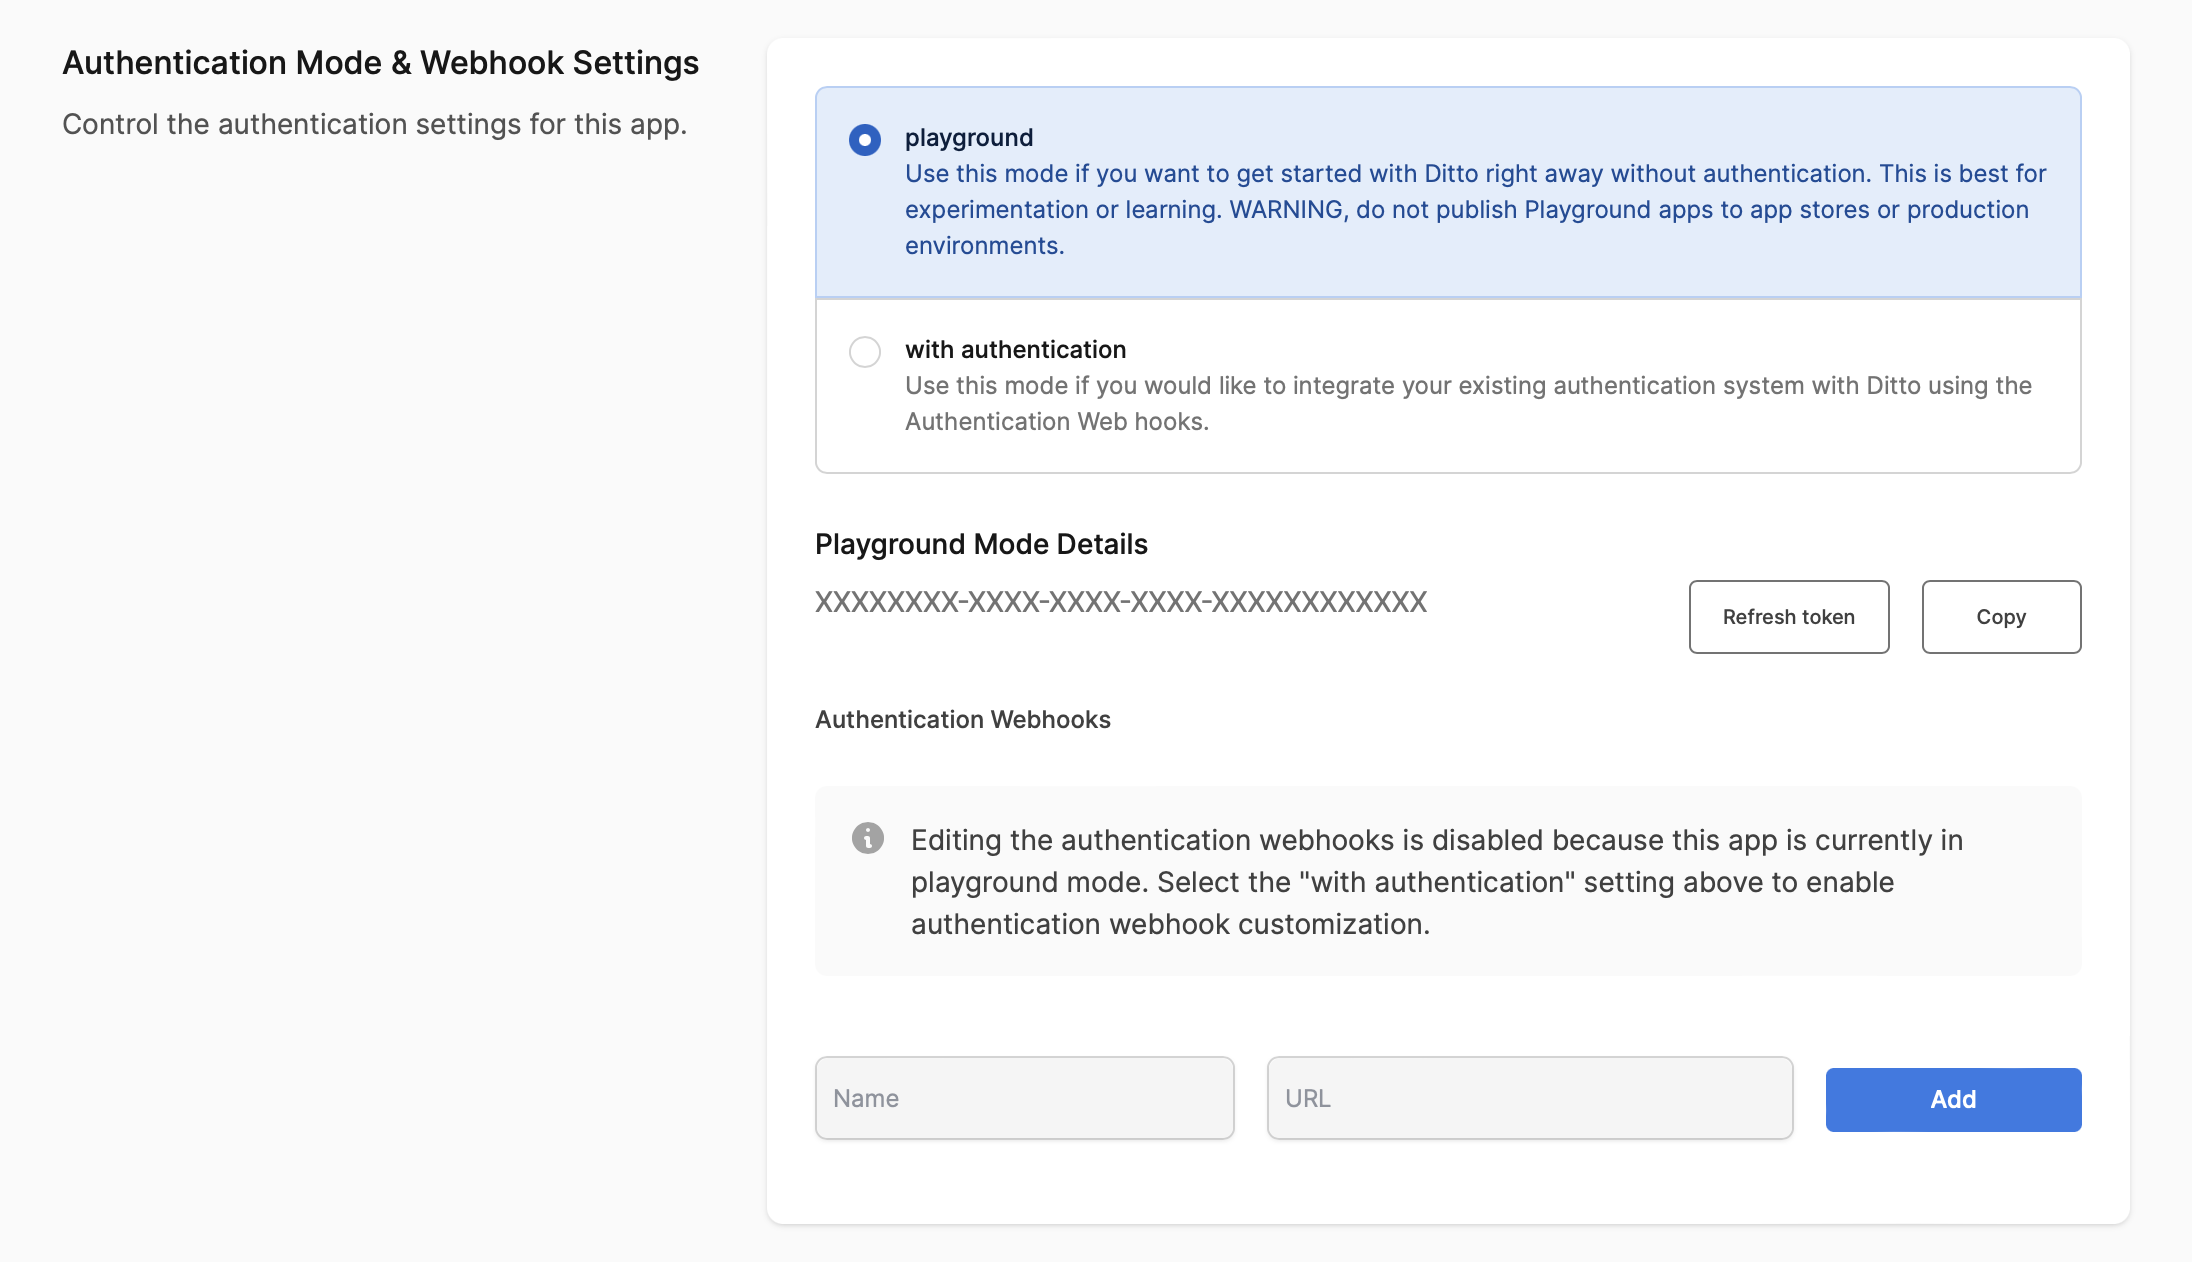 Authentication Mode & Webhook Settings
Control the authentication settings for this app.
playground
Use this mode if you want to get started with Ditto right away without authentication. This is best for
experimentation or learning. WARNING, do not publish Playground apps to app stores or production
environments.
with authentication
Use this mode if you would like to integrate your existing authentication system with Ditto using the
Authentication Web hooks.
Playground Mode Details
XXXXXXXX-XXXX-XXXX-XXXX-XXXXXXXXXXXX
Refresh token
Copy
Authentication Webhooks
Editing the authentication webhooks is disabled because this app is currently in
playground mode. Select the "with authentication" setting above to enable
authentication webhook customization.
Name
URL
Add